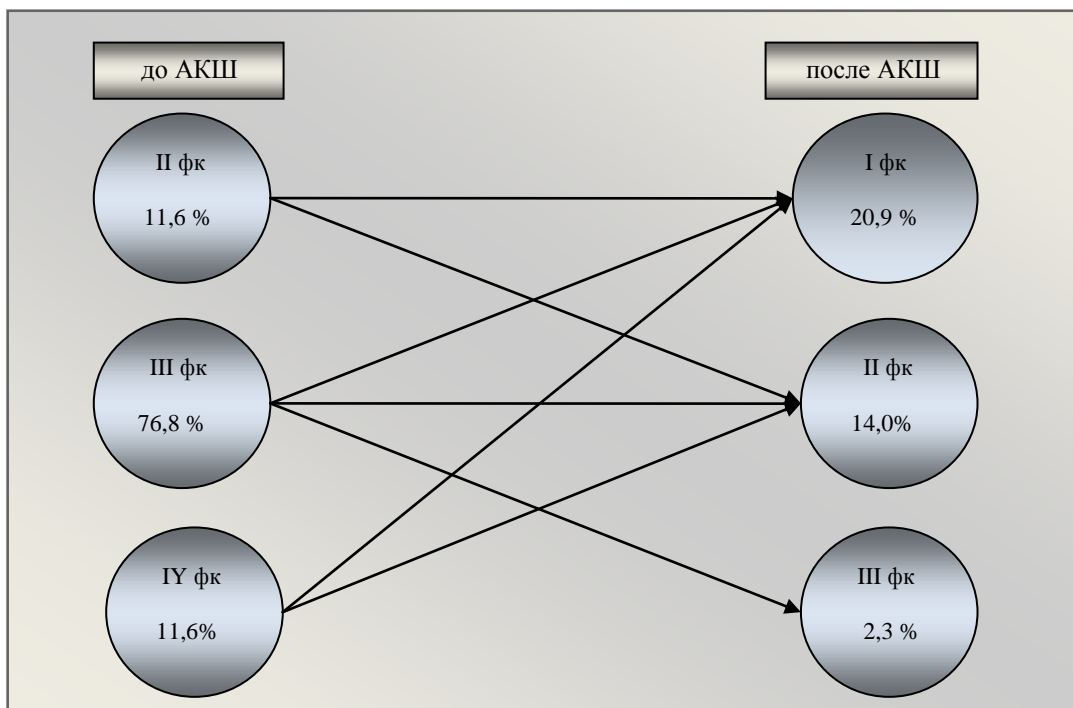 до АКШ
после АКШ
II фк
11,6 %
I фк
20,9 %
III фк
76,8 %
II фк
14,0%
IY фк
11,6%
III фк
2,3 %